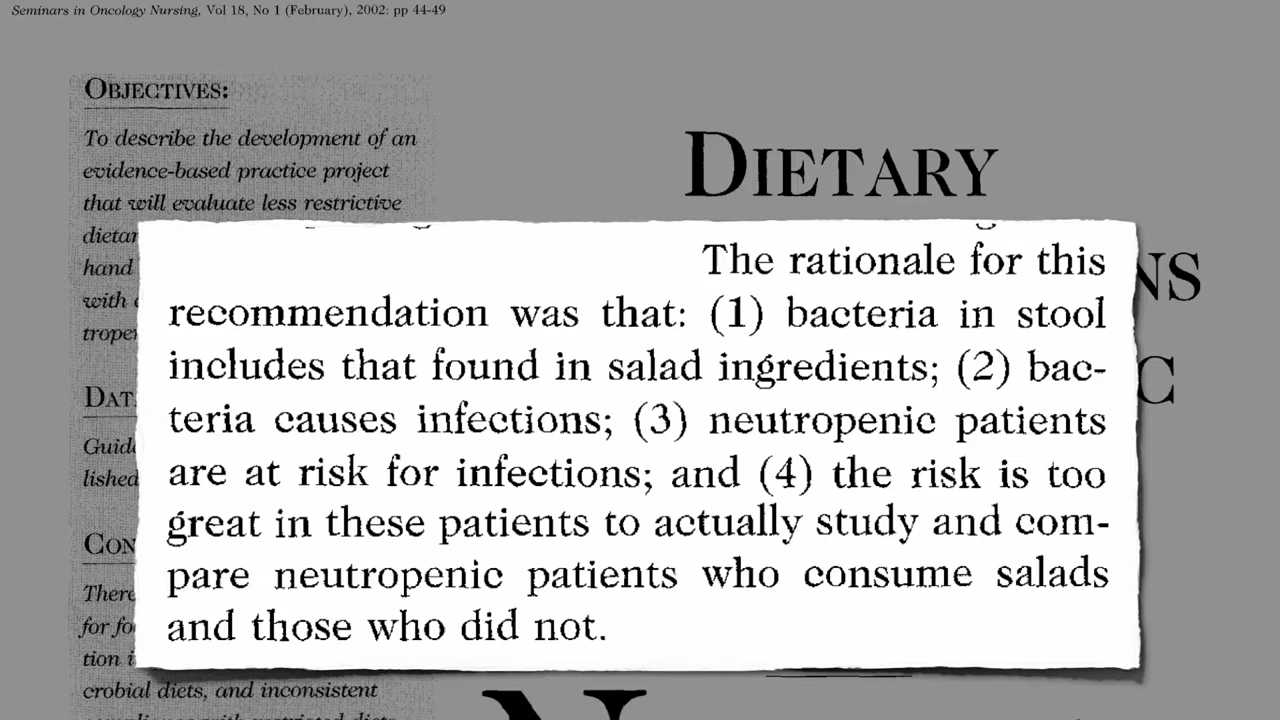 Seminars in Oncology Nursing, Vol 18, No 1 (February), 2002: pp 44-49
OBJECTIVES:
To describe the development of an
evidence-based practice project
that will evaluate less restrictive
hand
with
DIETARY
The rationale for this
recommendation was that: (1) bacteria in stool
includes that found in salad ingredients; (2) bac-
teria causes infections; (3) neutropenic patients
are at risk for infections; and (4) the risk is too
great in these patients to actually study and com-
pare neutropenic patients who consume salads
and those who did not.
for
crobial diets, and inconsistent